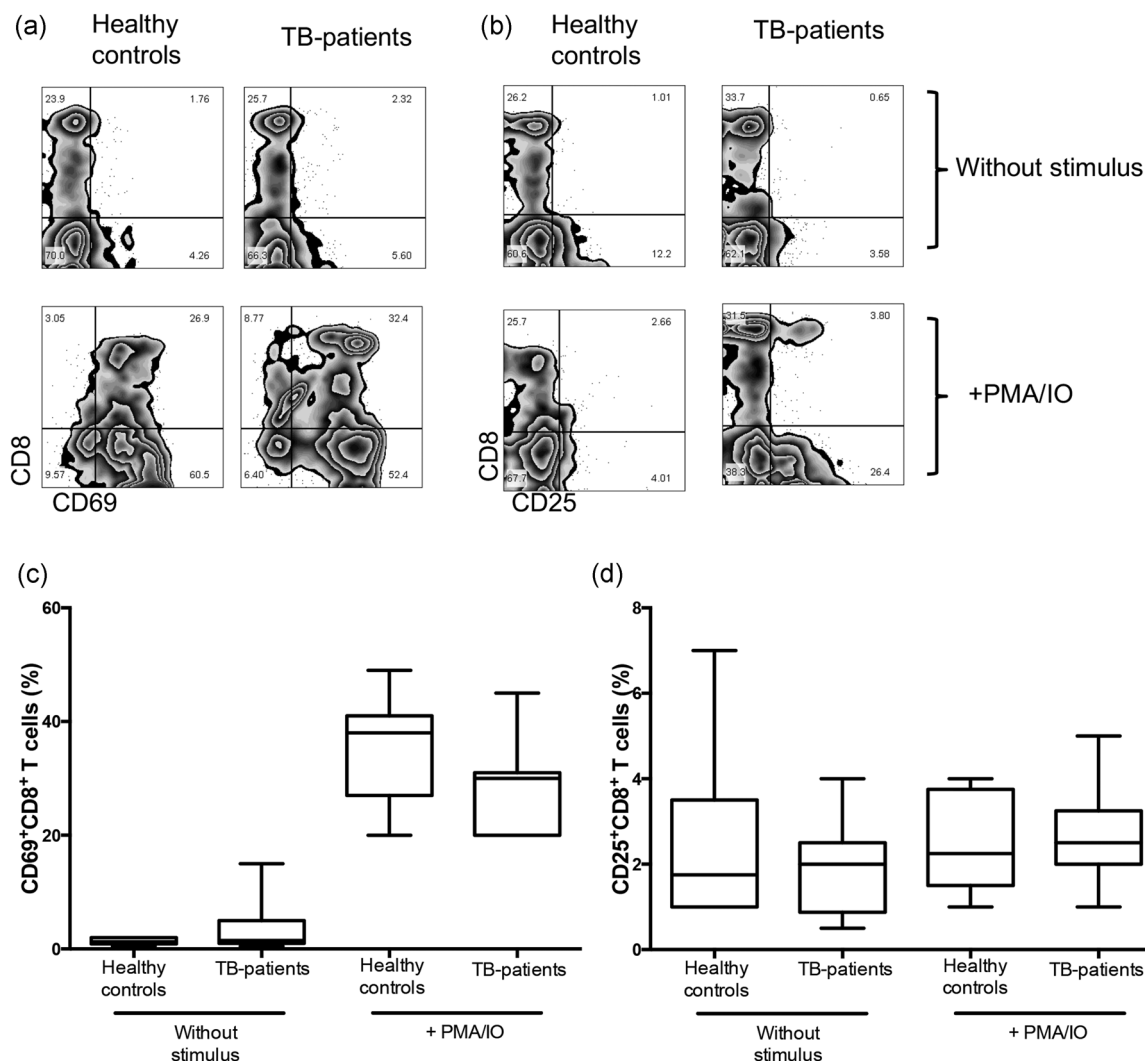 (a)
Healthy
controls
TB-patients
(b)
Healthy
controls
TB-patients
23.9 1.76
70.0 4.26
25.7 2.32
66.3 5.60
26.2 1.01
60.6 12.2
33.7 0.65
62.1 3.58
Without stimulus
3.05 26.9
9.57 60.5
8.77 32.4
6.40 52.4
25.7 2.66
67.7 4.01
31.5 3.80
38.3 26.4
+PMA/IO
CD8
CD69
CD8
CD25
(c)
CD69+CD8+ T cells (%)
60
40
20
0
Healthy
controls
TB-patients
Healthy
controls
TB-patients
Without
stimulus
+ PMA/IO
(d)
CD25+CD8+ T cells (%)
8
6
4
2
0
Healthy
controls
TB-patients
Healthy
controls
TB-patients
Without
stimulus
+ PMA/IO